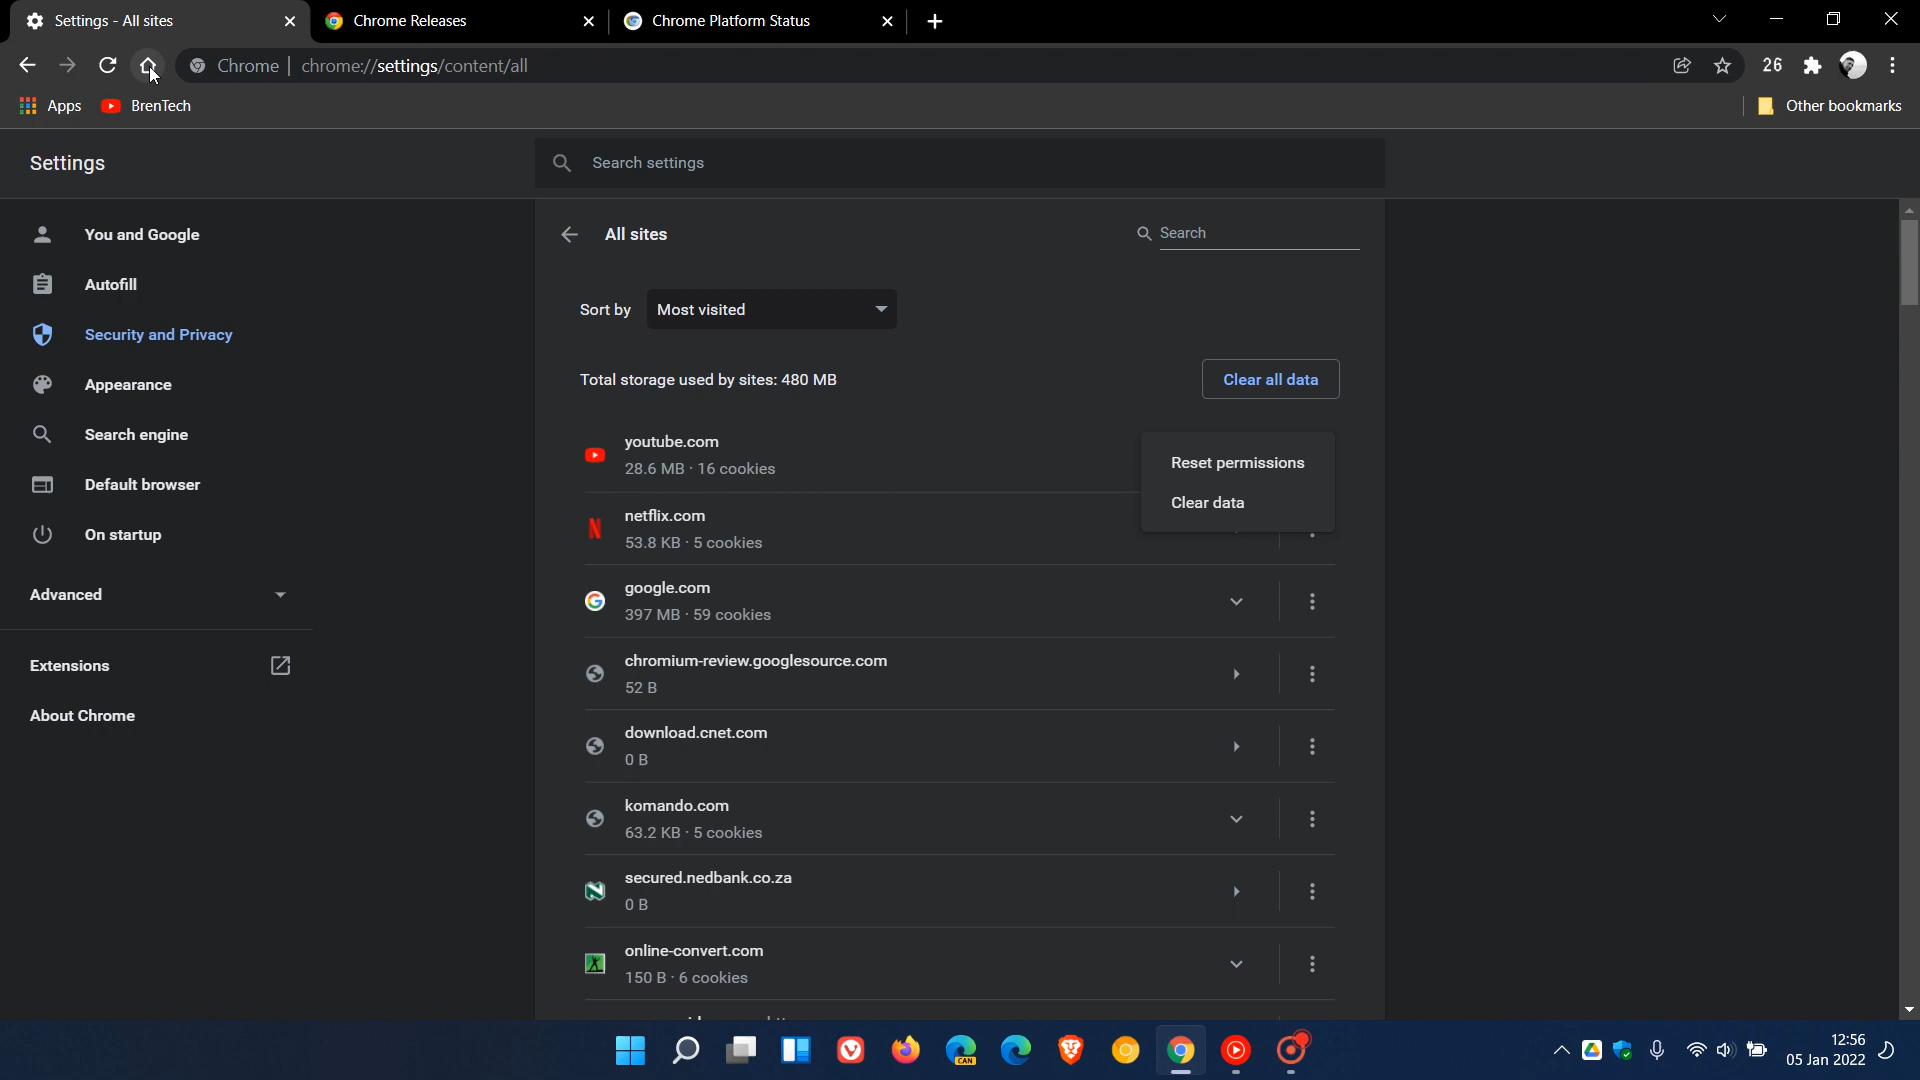 Settings - All sites
Chrome Releases
Chrome Platform Status
Chrome
chrome://settings/content/all
26
Apps
BrenTech
Other bookmarks
Settings
Search settings
You and Google
Autofill
Security and Privacy
Appearance
Search engine
Default browser
On startup
Advanced
Extensions
About Chrome
All sites
Search
Sort by
Most visited
Total storage used by sites: 480 MB
Clear all data
youtube.com
28.6 MB · 16 cookies
Reset permissions
Clear data
netflix.com
53.8 KB · 5 cookies
google.com
397 MB · 59 cookies
chromium-review.googlesource.com
52 B
download.cnet.com
0 B
komando.com
63.2 KB · 5 cookies
secured.nedbank.co.za
0 B
online-convert.com
150 B · 6 cookies
CAN
12:56
05 Jan 2022